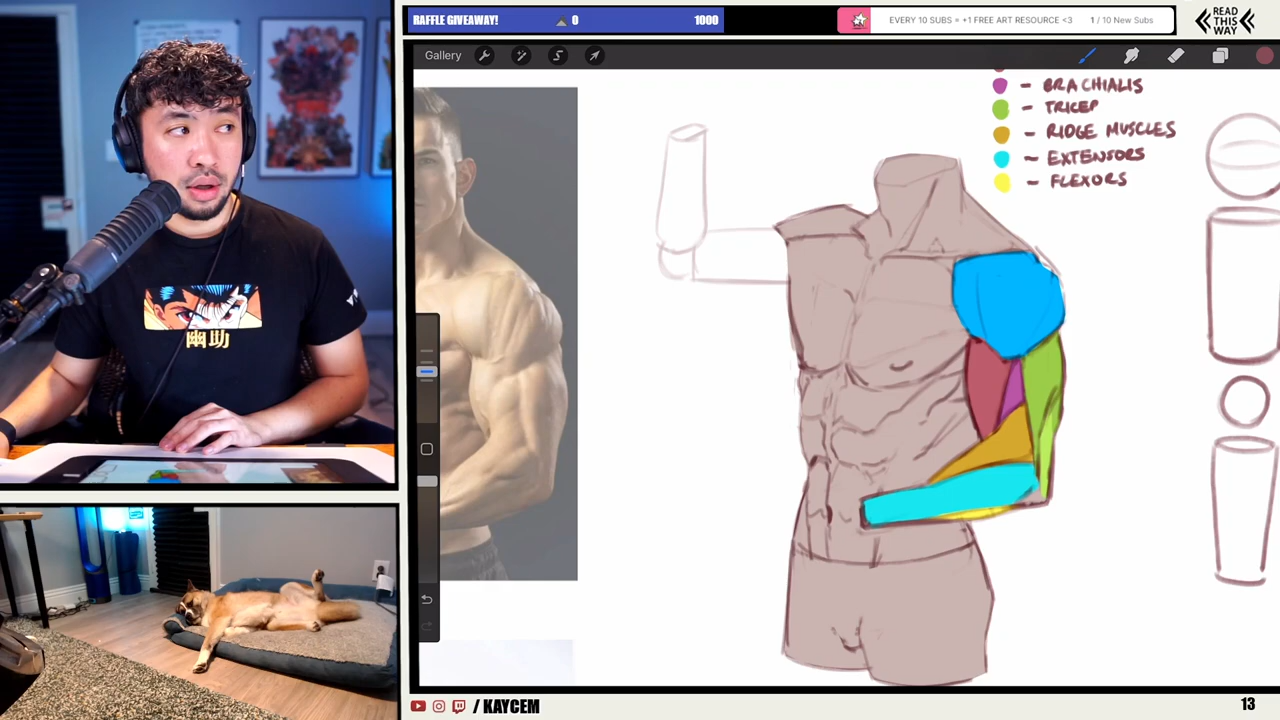 RAFFLE GIVEAWAY!
0
1000
EVERY 10 SUBS = +1 FREE ART RESOURCE <3
1 / 10 New Subs
READ
THIS
WAY
Gallery
- BRACHIALIS
- TRICEP
- RIDGE MUSCLES
- EXTENSORS
- FLEXORS
幽助
/ KAYCEM
13